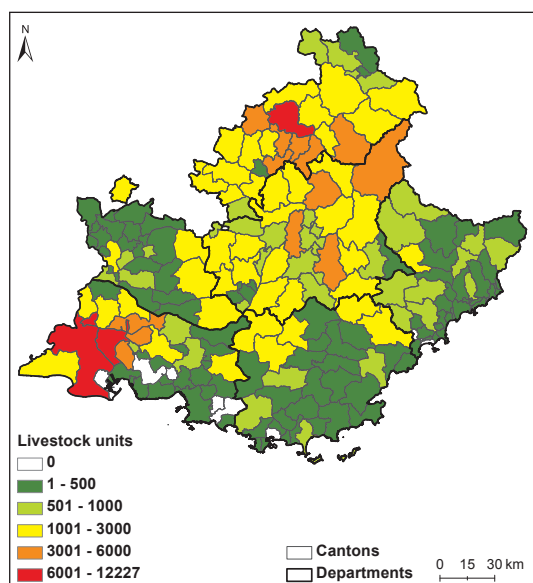 N
Livestock units
0
1 - 500
501 - 1000
1001 - 3000
3001 - 6000
6001 - 12227
Cantons
Departments
0 15 30 km